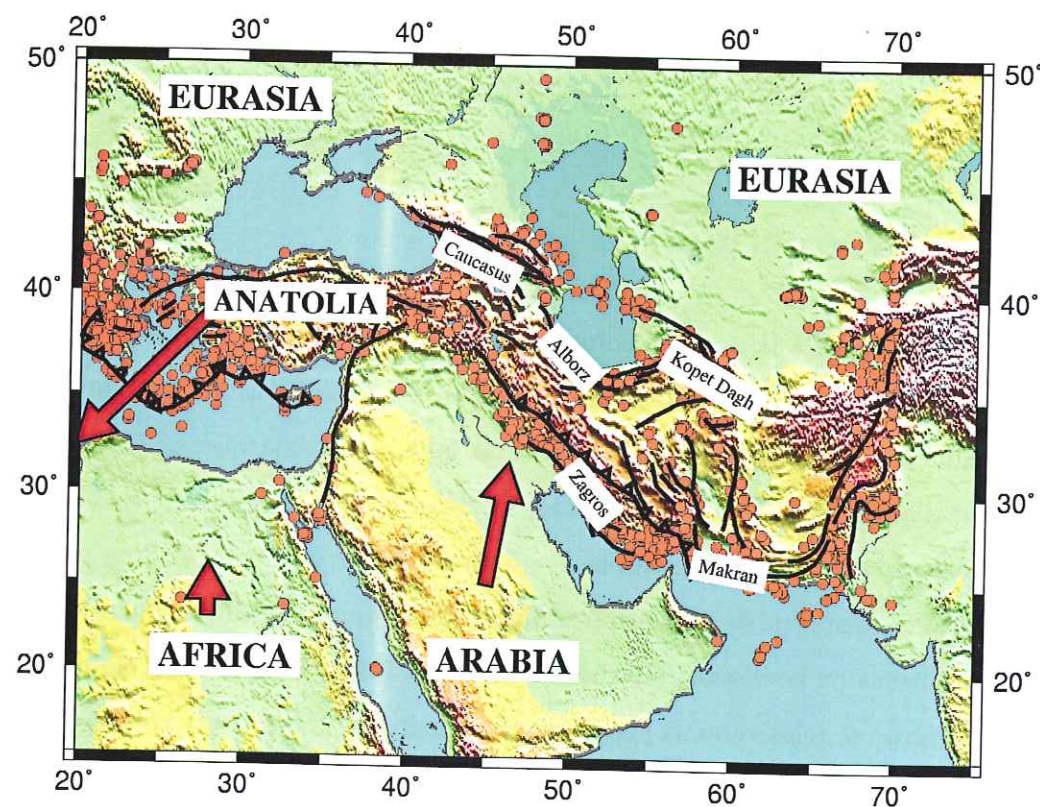 20° 30° 40° 50° 60° 70°
50° 50°
EURASIA
EURASIA
Caucasus
40° 40°
ANATOLIA
Alborz
Kopet Dagh
30° 30°
Zagros
Makran
AFRICA
ARABIA
20° 20°
20° 30° 40° 50° 60° 70°